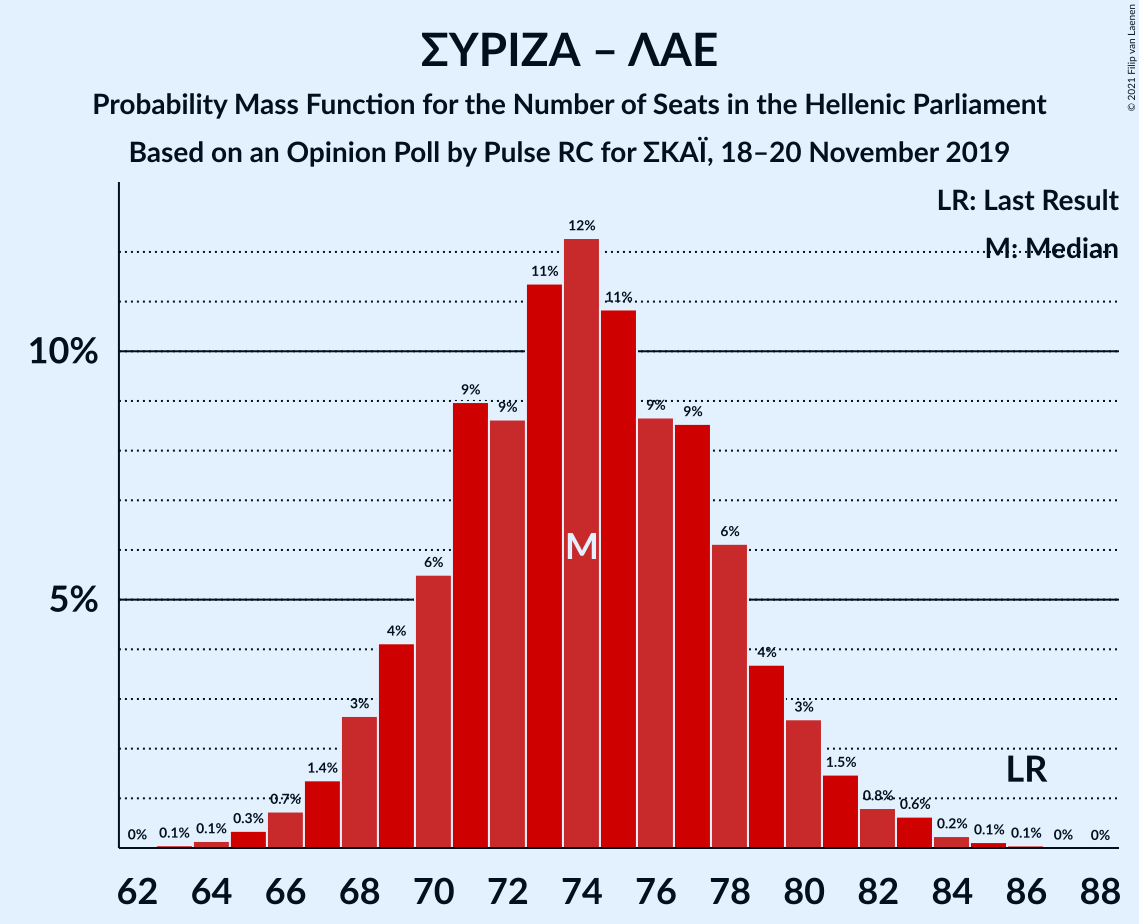 ΣΥΡΙΖΑ – ΛΑΕ
Probability Mass Function for the Number of Seats in the Hellenic Parliament
Based on an Opinion Poll by Pulse RC for ΣΚΑΪ, 18–20 November 2019
© 2021 Filip van Laenen
LR: Last Result
M: Median
12%
11%
11%
10%
9%
9%
9%
9%
6%
M
6%
5%
4%
4%
3%
3%
LR
1.4%
1.5%
0.7%
0.8%
0.6%
0% 0.1% 0.1% 0.3% 0.2% 0.1% 0.1% 0% 0%
62 64 66 68 70 72 74 76 78 80 82 84 86 88